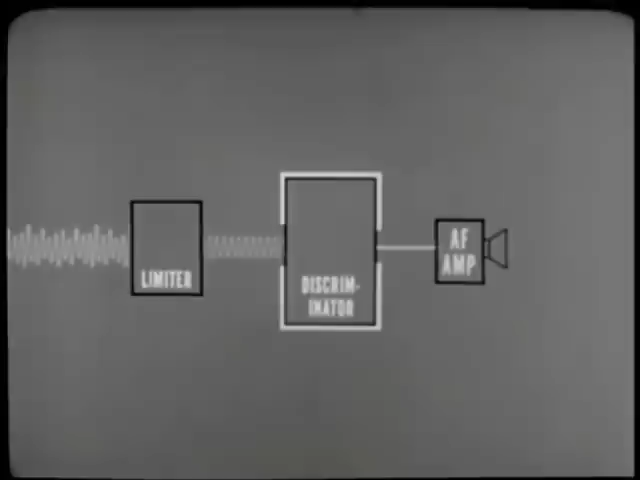 LIMITER
DISCRIM-
INATOR
AF
AMP